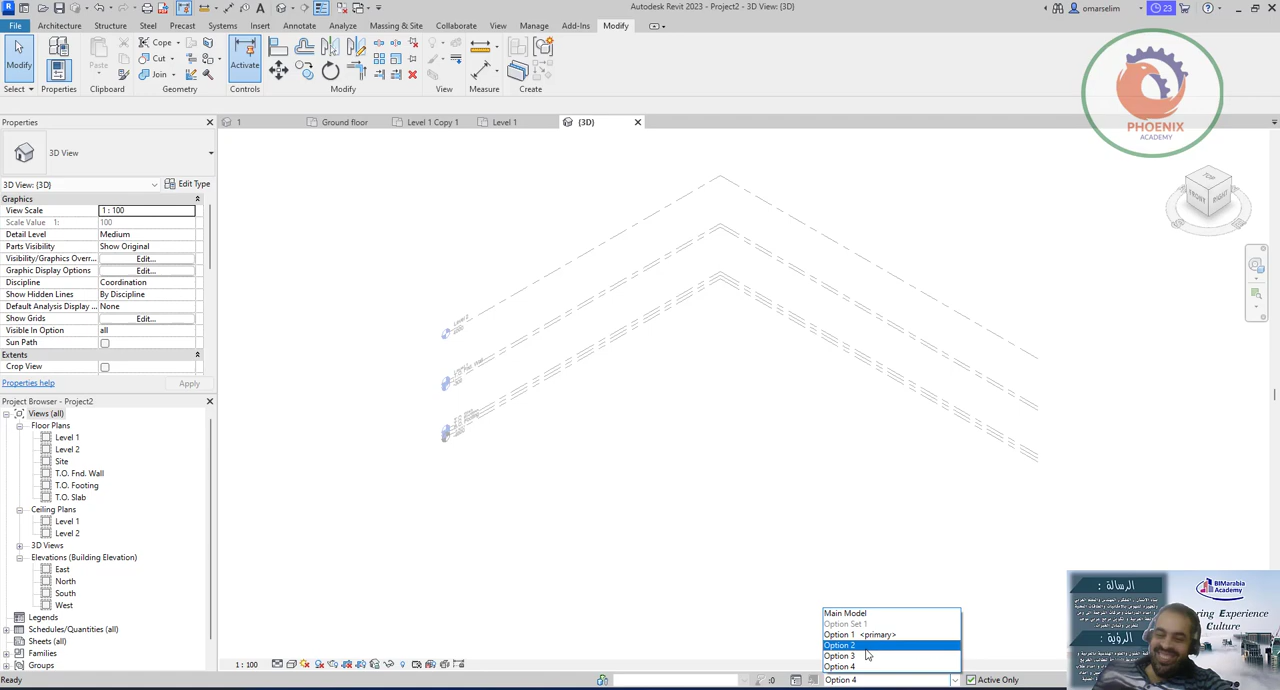 Autodesk Revit 2023 - Project2 - 3D View: {3D}
omarselim
23
File
Architecture
Structure
Steel
Precast
Systems
Insert
Annotate
Analyze
Massing & Site
Collaborate
View
Manage
Add-Ins
Modify
Modify
Properties
Paste
Cope
Cut
Join
Activate
Select
Properties
Clipboard
Geometry
Controls
Modify
View
Measure
Create
PHOENIX
ACADEMY
Properties
1
Ground floor
Level 1 Copy 1
Level 1
{3D}
3D View
3D View: {3D}
Edit Type
Graphics
View Scale 1 : 100
Scale Value 1: 100
Detail Level Medium
Parts Visibility Show Original
Visibility/Graphics Overr... Edit...
Graphic Display Options Edit...
Discipline Coordination
Show Hidden Lines By Discipline
Default Analysis Display ... None
Show Grids Edit...
Visible In Option all
Sun Path
Extents
Crop View
Properties help
Apply
Project Browser - Project2
Views (all)
Floor Plans
Level 1
Level 2
Site
T.O. Fnd. Wall
T.O. Footing
T.O. Slab
Ceiling Plans
Level 1
Level 2
3D Views
Elevations (Building Elevation)
East
North
South
West
Legends
Schedules/Quantities (all)
Sheets (all)
Families
Groups
TOP
FRONT
RIGHT
Level 2
Main Model
Option Set 1
Option 1 <primary>
Option 2
Option 3
Option 4
1 : 100
Ready
:0
Option 4
Active Only
الرسالة :
الرؤية :
BIMarabia
Academy
Experience
Culture